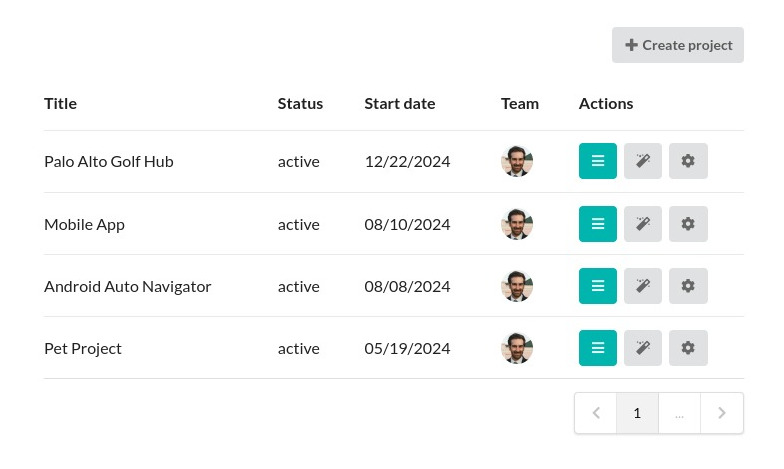 Create project
Title Status Start date Team Actions
Palo Alto Golf Hub active 12/22/2024
Mobile App active 08/10/2024
Android Auto Navigator active 08/08/2024
Pet Project active 05/19/2024
1 ...